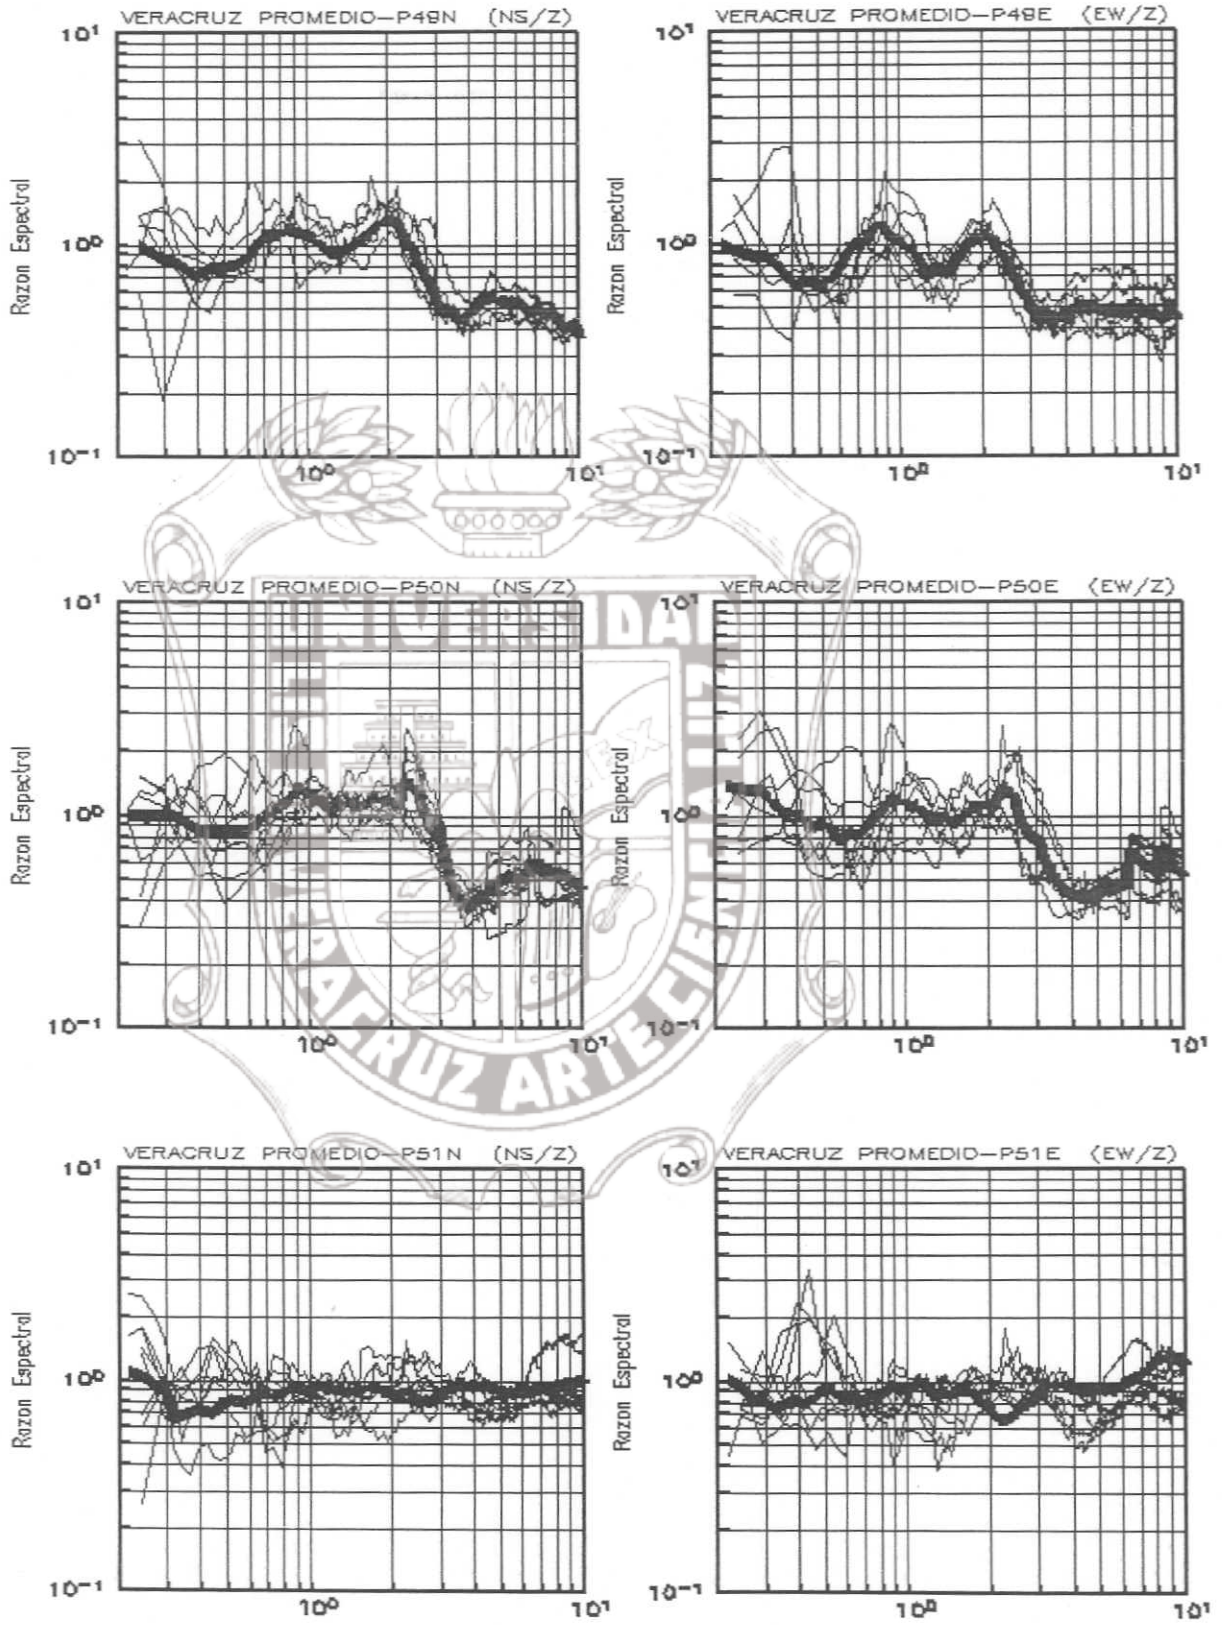 VERACRUZ PROMEDIO-P49N (NS/Z)
10¹
Razon Espectral
10⁰
10⁻¹
10⁰
10¹
VERACRUZ PROMEDIO-P49E (EW/Z)
10¹
Razon Espectral
10⁰
10⁻¹
10⁰
10¹
VERACRUZ PROMEDIO-P50N (NS/Z)
10¹
Razon Espectral
10⁰
10⁻¹
10⁰
10¹
VERACRUZ PROMEDIO-P50E (EW/Z)
10¹
Razon Espectral
10⁰
10⁻¹
10⁰
10¹
VERACRUZ PROMEDIO-P51N (NS/Z)
10¹
Razon Espectral
10⁰
10⁻¹
10⁰
10¹
VERACRUZ PROMEDIO-P51E (EW/Z)
10¹
Razon Espectral
10⁰
10⁻¹
10⁰
10¹
UNIVERSIDAD
VERACRUZ ARTE CIENCIA LUZ